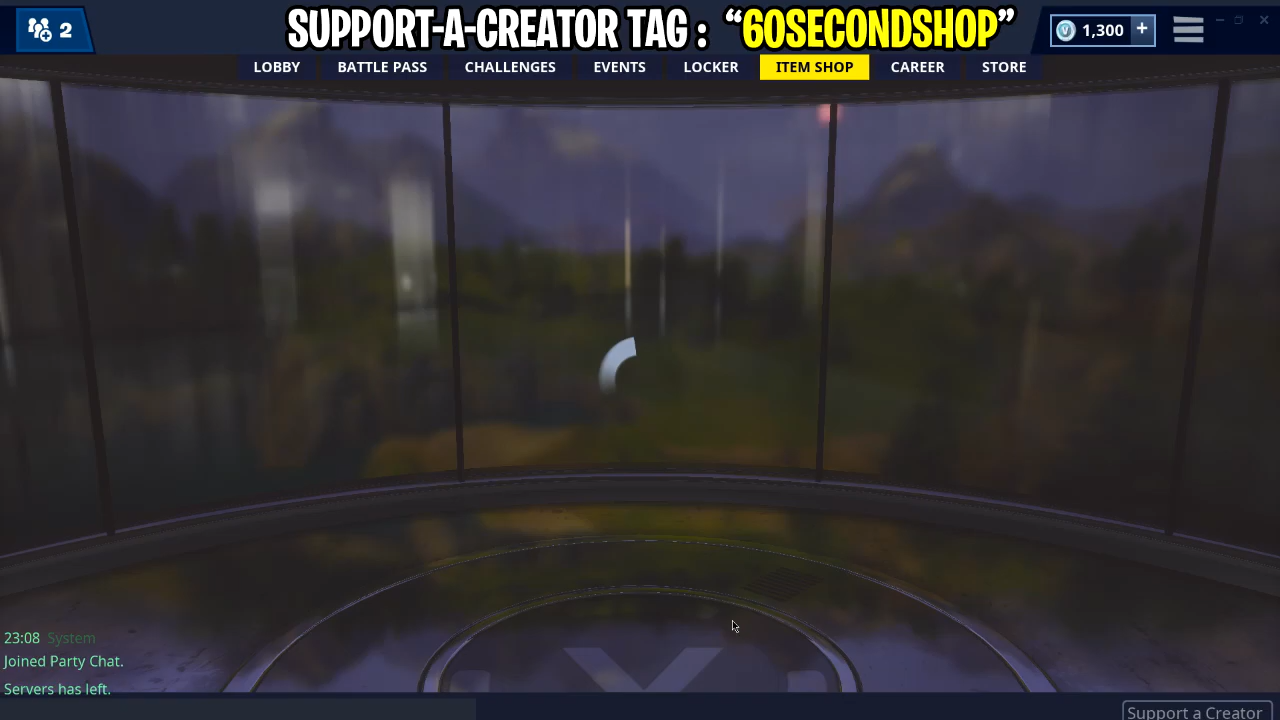 2
SUPPORT-A-CREATOR TAG : “60SECONDSHOP”
1,300 +
LOBBY BATTLE PASS CHALLENGES EVENTS LOCKER ITEM SHOP CAREER STORE
23:08 System
Joined Party Chat.
Servers has left.
Support a Creator